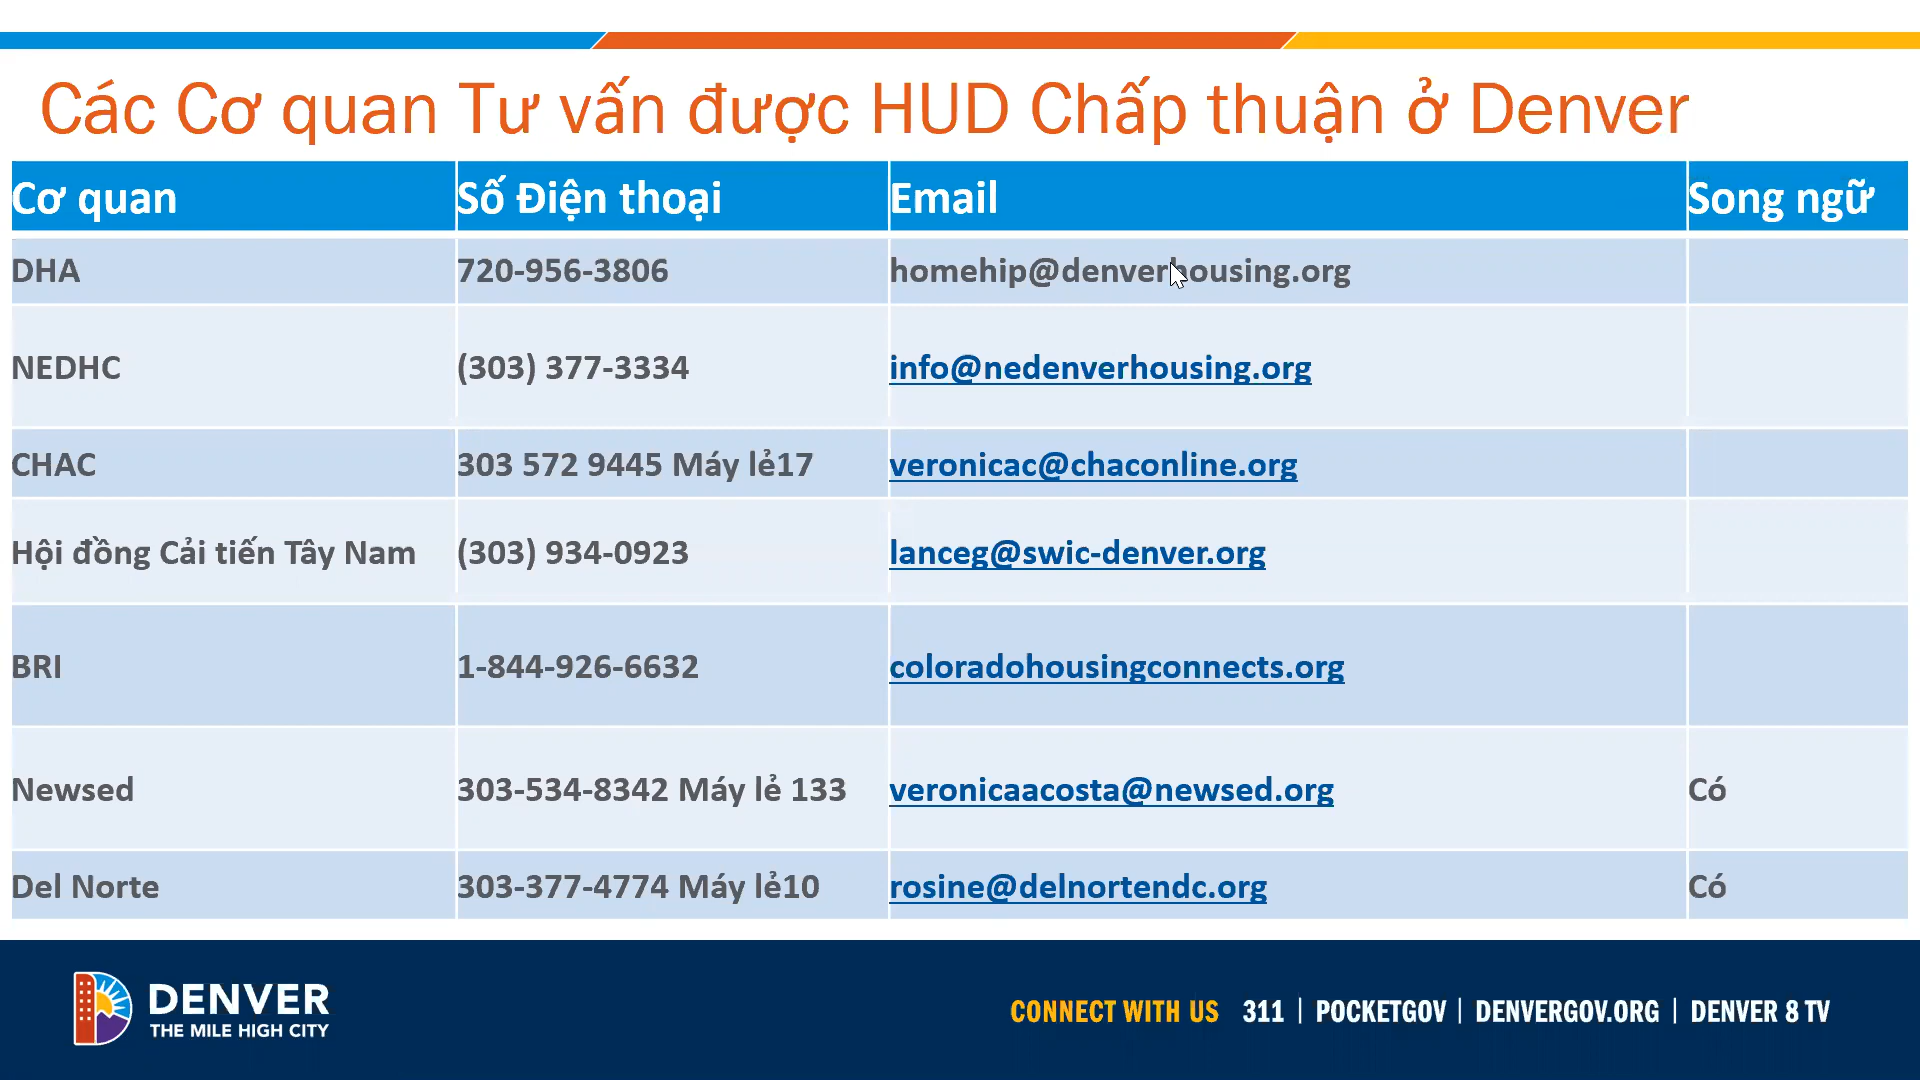 Các Cơ quan Tư vấn được HUD Chấp thuận ở Denver
Cơ quan Số Điện thoại Email Song ngữ
DHA 720-956-3806 homehip@denverhousing.org
NEDHC (303) 377-3334 info@nedenverhousing.org
CHAC 303 572 9445 Máy lẻ17 veronicac@chaconline.org
Hội đồng Cải tiến Tây Nam (303) 934-0923 lanceg@swic-denver.org
BRI 1-844-926-6632 coloradohousingconnects.org
Newsed 303-534-8342 Máy lẻ 133 veronicaacosta@newsed.org Có
Del Norte 303-377-4774 Máy lẻ10 rosine@delnortendc.org Có
DENVER
THE MILE HIGH CITY
CONNECT WITH US 311 | POCKETGOV | DENVERGOV.ORG | DENVER 8 TV